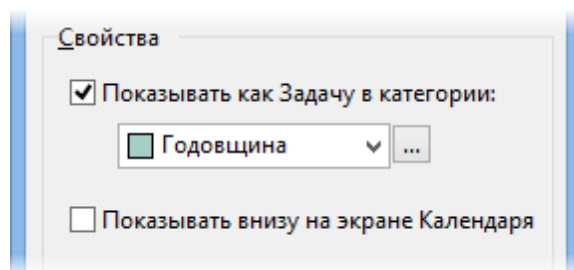 Свойства
Показывать как Задачу в категории:
Годовщина ...
Показывать внизу на экране Календаря